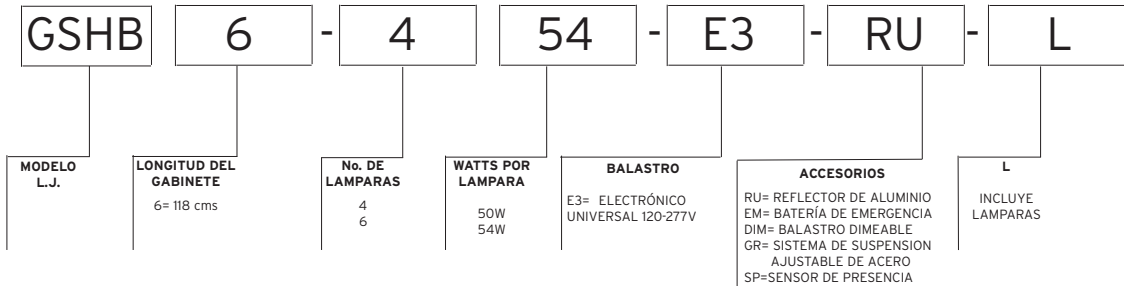 GSHB 6 - 4 54 - E3 - RU - L
MODELO
L.J.
LONGITUD DEL
GABINETE
6= 118 cms
No. DE
LAMPARAS
4
6
WATTS POR
LAMPARA
50W
54W
BALASTRO
E3= ELECTRÓNICO
UNIVERSAL 120-277V
ACCESORIOS
RU= REFLECTOR DE ALUMINIO
EM= BATERÍA DE EMERGENCIA
DIM= BALASTRO DIMEABLE
GR= SISTEMA DE SUSPENSION
AJUSTABLE DE ACERO
SP=SENSOR DE PRESENCIA
L
INCLUYE
LAMPARAS